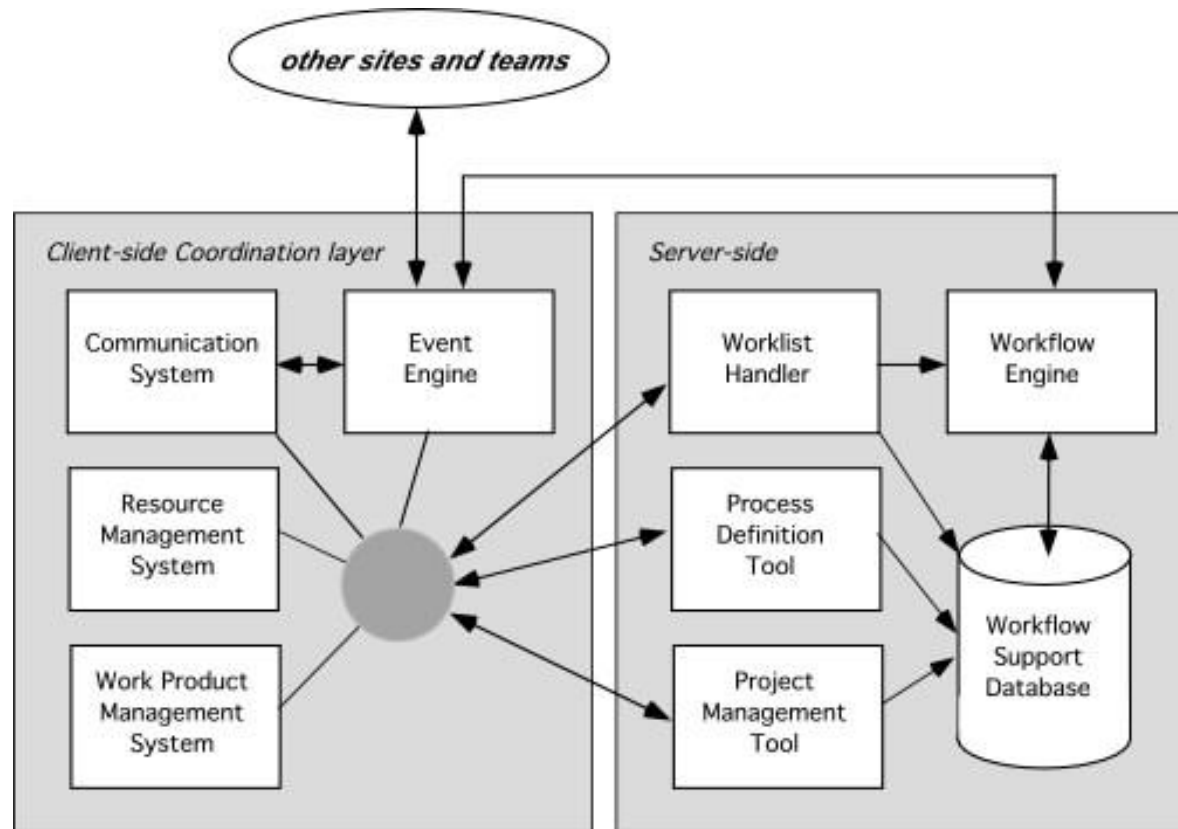 other sites and teams
Client-side Coordination layer
Communication
System
Event
Engine
Resource
Management
System
Work Product
Management
System
Server-side
Worklist
Handler
Workflow
Engine
Process
Definition
Tool
Project
Management
Tool
Workflow
Support
Database